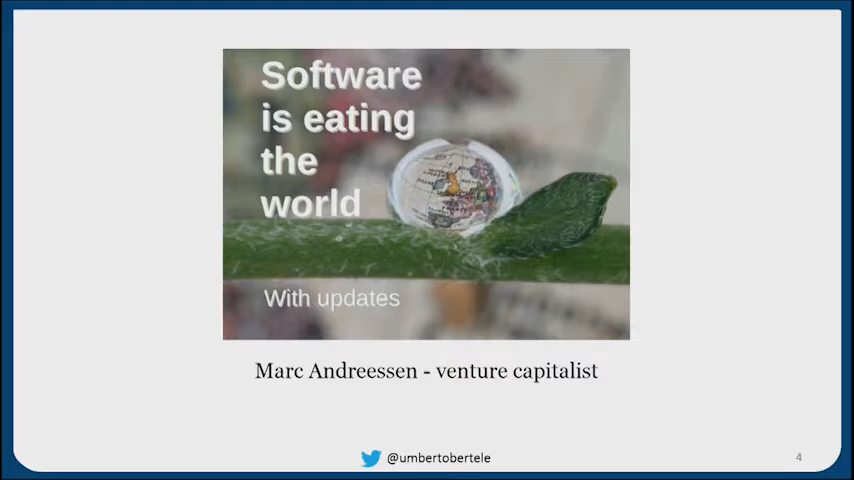 Software
is eating
the
world
With updates
Marc Andreessen - venture capitalist
@umbertobertele
4